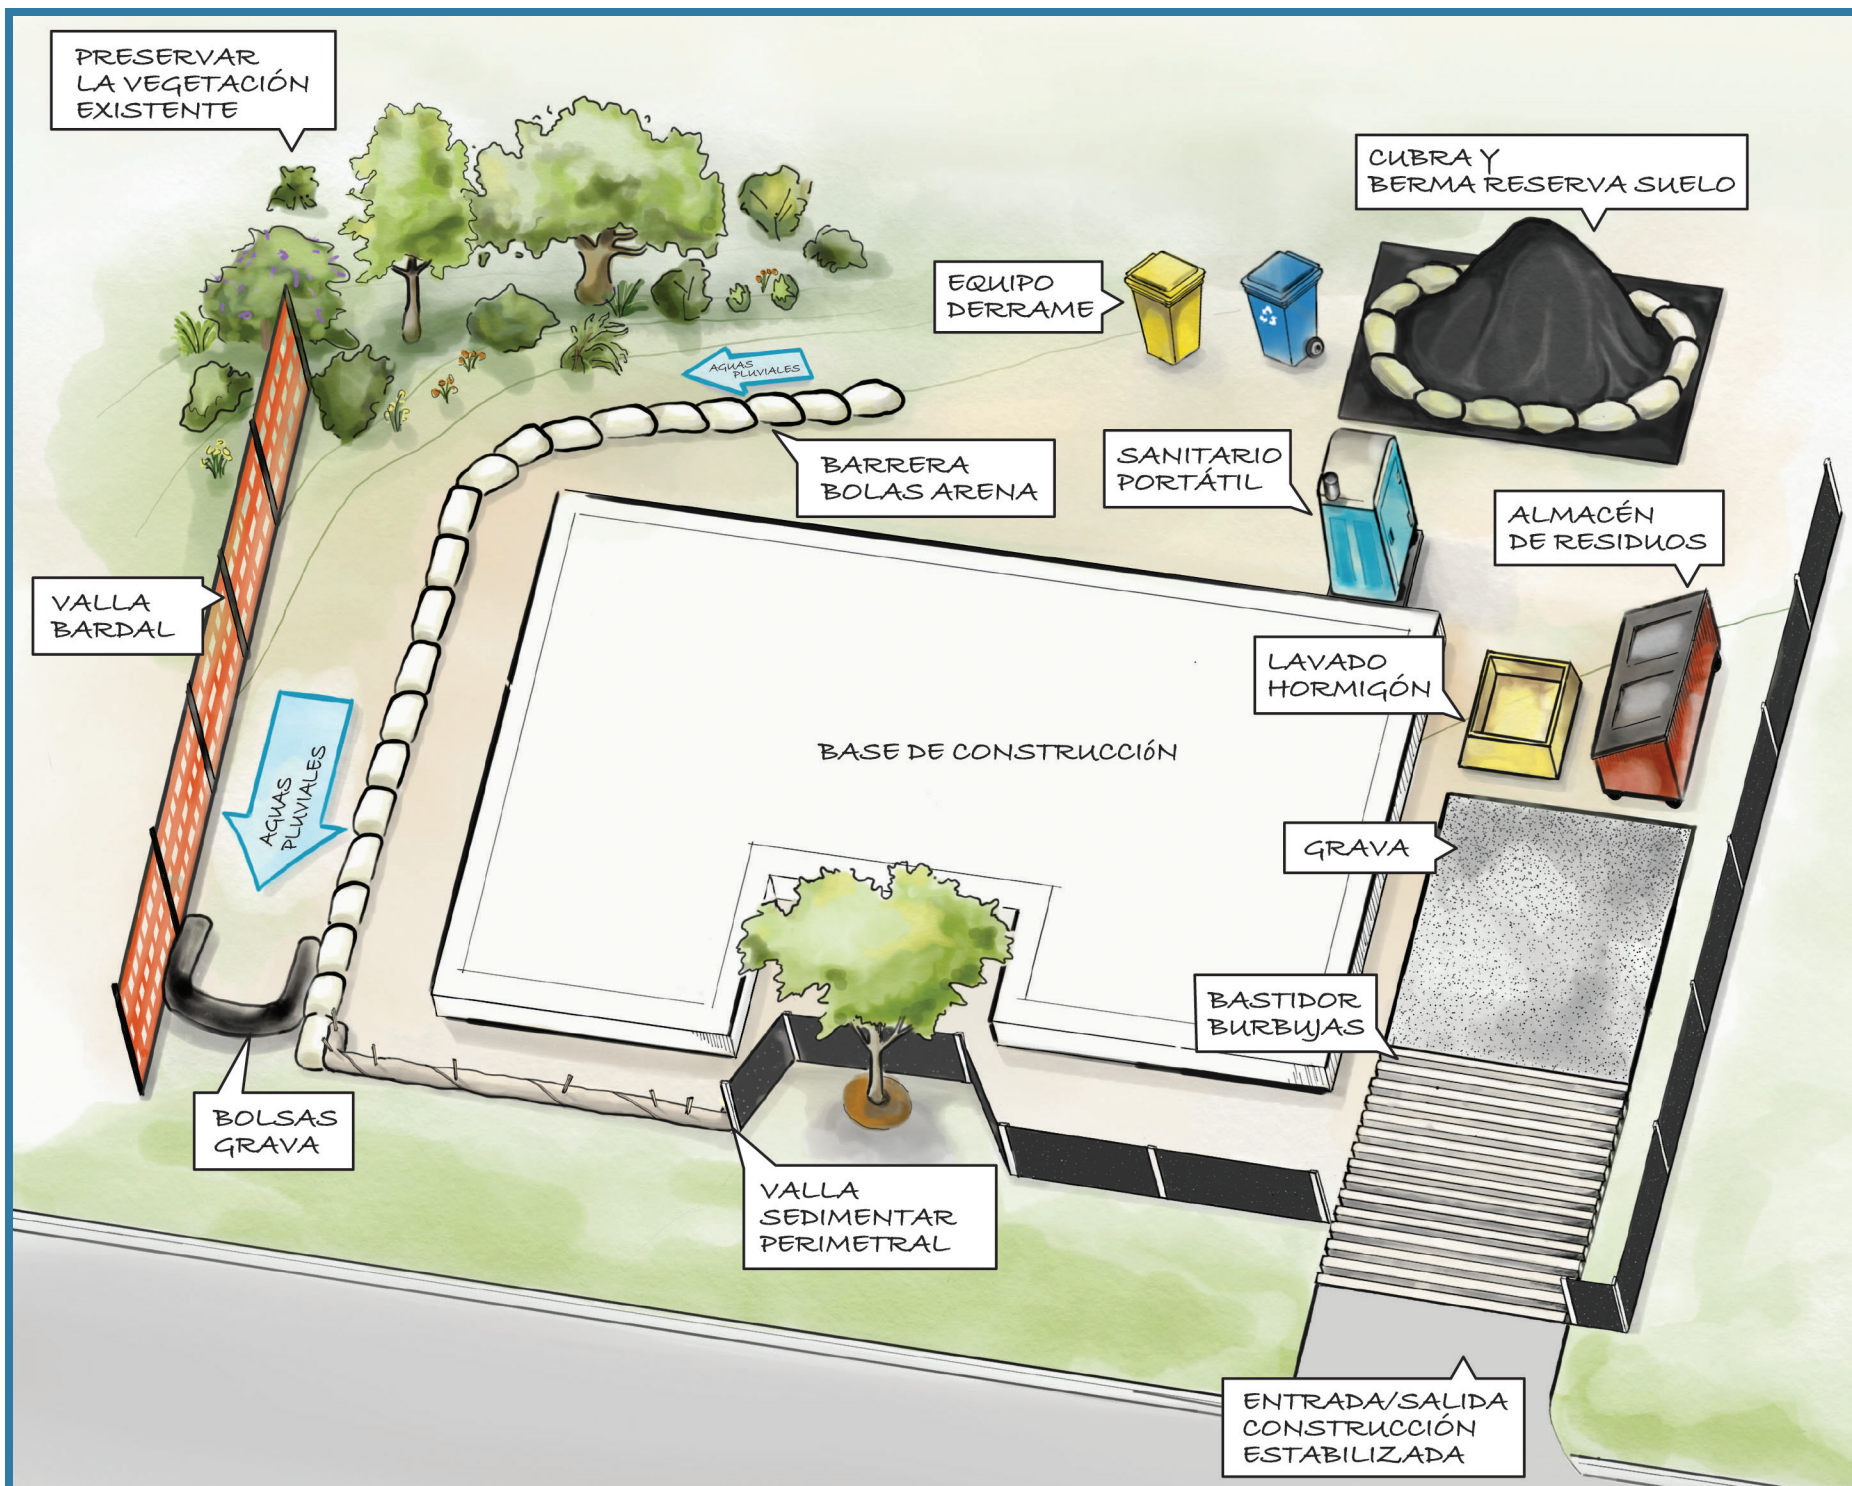 PRESERVAR
LA VEGETACIÓN
EXISTENTE
CUBRA Y
BERMA RESERVA SUELO
EQUIPO
DERRAME
AGUAS
PLUVIALES
BARRERA
BOLAS ARENA
SANITARIO
PORTÁTIL
ALMACÉN
DE RESIDUOS
VALLA
BARDAL
LAVADO
HORMIGÓN
BASE DE CONSTRUCCIÓN
AGUAS
PLUVIALES
GRAVA
BASTIDOR
BURBUJAS
BOLSAS
GRAVA
VALLA
SEDIMENTAR
PERIMETRAL
ENTRADA/SALIDA
CONSTRUCCIÓN
ESTABILIZADA